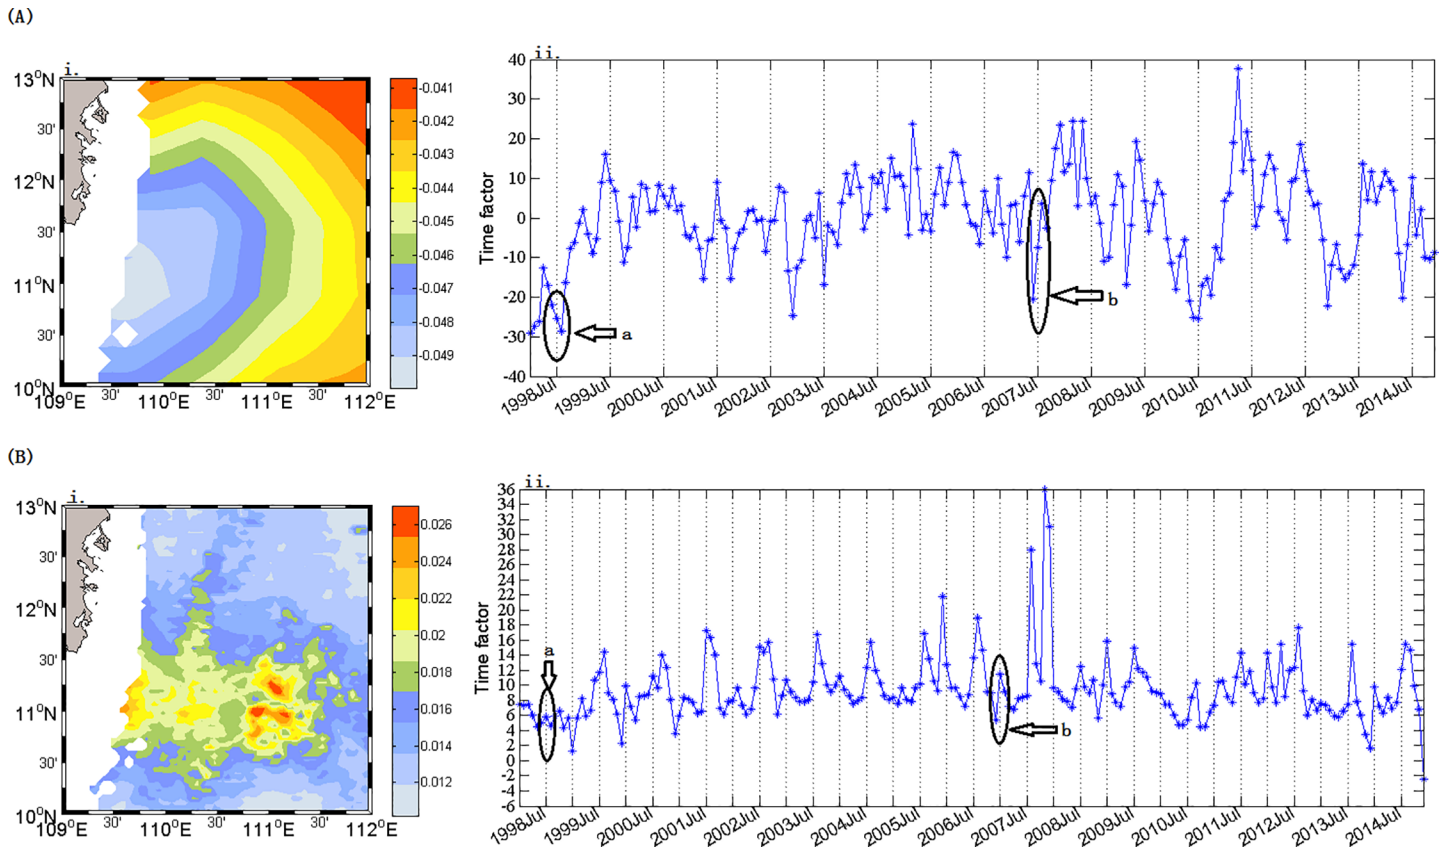 (A)
i.
13°N
30'
12°N
30'
11°N
30'
10°N
109°E
30'
110°E
30'
111°E
30'
112°E
-0.041
-0.042
-0.043
-0.044
-0.045
-0.046
-0.047
-0.048
-0.049
ii.
Time factor
40
30
20
10
0
-10
-20
-30
-40
a
b
1998Jul
1999Jul
2000Jul
2001Jul
2002Jul
2003Jul
2004Jul
2005Jul
2006Jul
2007Jul
2008Jul
2009Jul
2010Jul
2011Jul
2012Jul
2013Jul
2014Jul
(B)
i.
13°N
30'
12°N
30'
11°N
30'
10°N
109°E
30'
110°E
30'
111°E
30'
112°E
0.026
0.024
0.022
0.02
0.018
0.016
0.014
0.012
ii.
Time factor
36
34
32
30
28
26
24
22
20
18
16
14
12
10
8
6
4
2
0
-2
-4
-6
a
b
1998Jul
1999Jul
2000Jul
2001Jul
2002Jul
2003Jul
2004Jul
2005Jul
2006Jul
2007Jul
2008Jul
2009Jul
2010Jul
2011Jul
2012Jul
2013Jul
2014Jul